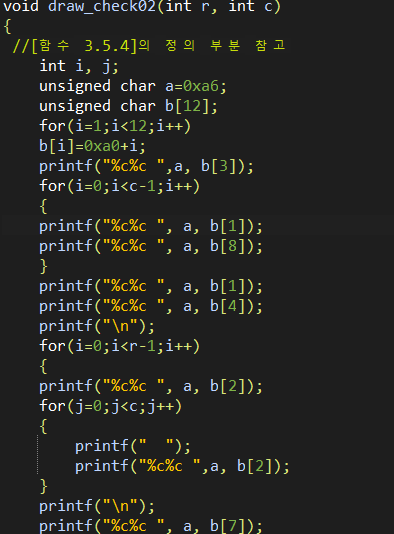 void draw_check02(int r, int c)
{
//[함수 3.5.4]의 정의 부분 참고
int i, j;
unsigned char a=0xa6;
unsigned char b[12];
for(i=1;i<12;i++)
b[i]=0xa0+i;
printf("%c%c ",a, b[3]);
for(i=0;i<c-1;i++)
{
printf("%c%c ", a, b[1]);
printf("%c%c ", a, b[8]);
}
printf("%c%c ", a, b[1]);
printf("%c%c ", a, b[4]);
printf("\n");
for(i=0;i<r-1;i++)
{
printf("%c%c ", a, b[2]);
for(j=0;j<c;j++)
{
printf("  ");
printf("%c%c ",a, b[2]);
}
printf("\n");
printf("%c%c ", a, b[7]);